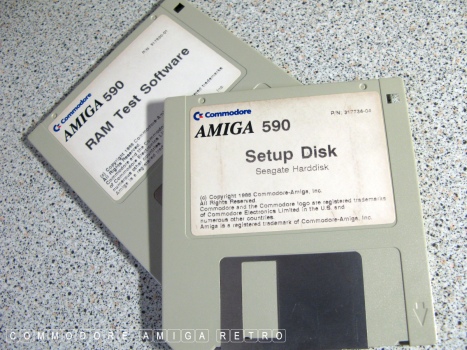 Commodore
AMIGA 590
RAM Test Software
Commodore
P/N: 317738-01
AMIGA 590
Setup Disk
Seagate Harddisk
(c) Copyright 1988 Commodore-Amiga, Inc.
All Rights Reserved
Commodore and the Commodore logo are registered trademarks
of Commodore Electronics Limited in the U.S. and
numerous other countries.
Amiga is a registered trademark of Commodore-Amiga, Inc.
COMMODORE AMIGA RETRO